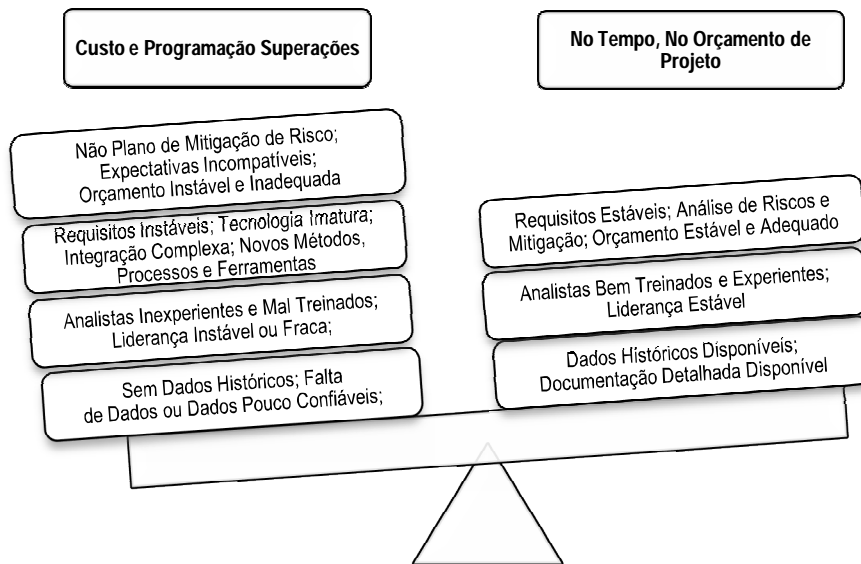 Custo e Programação Superações
No Tempo, No Orçamento de
Projeto
Não Plano de Mitigação de Risco;
Expectativas Incompatíveis;
Orçamento Instável e Inadequada
Requisitos Instáveis; Tecnologia Imatura;
Integração Complexa; Novos Métodos,
Processos e Ferramentas
Analistas Inexperientes e Mal Treinados;
Liderança Instável ou Fraca;
Sem Dados Históricos; Falta
de Dados ou Dados Pouco Confiáveis;
Requisitos Estáveis; Análise de Riscos e
Mitigação; Orçamento Estável e Adequado
Analistas Bem Treinados e Experientes;
Liderança Estável
Dados Históricos Disponíveis;
Documentação Detalhada Disponível